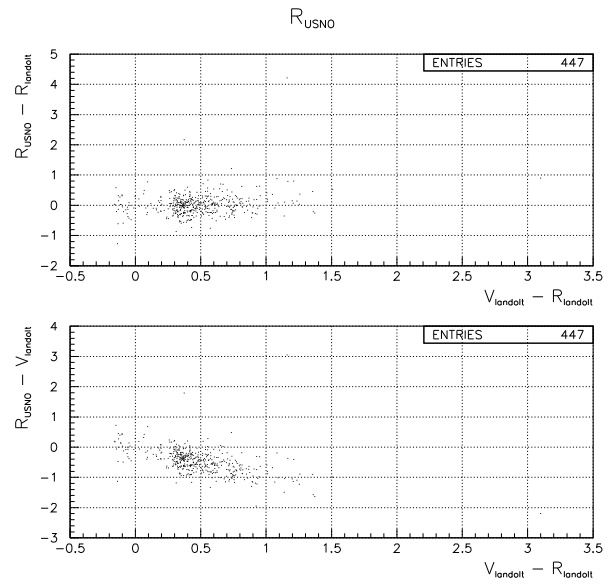 R_USNO
ENTRIES 447
R_USNO − R_landolt
5
4
3
2
1
0
−1
−2
−0.5 0 0.5 1 1.5 2 2.5 3 3.5
V_landolt − R_landolt
ENTRIES 447
R_USNO − V_landolt
4
3
2
1
0
−1
−2
−3
−0.5 0 0.5 1 1.5 2 2.5 3 3.5
V_landolt − R_landolt